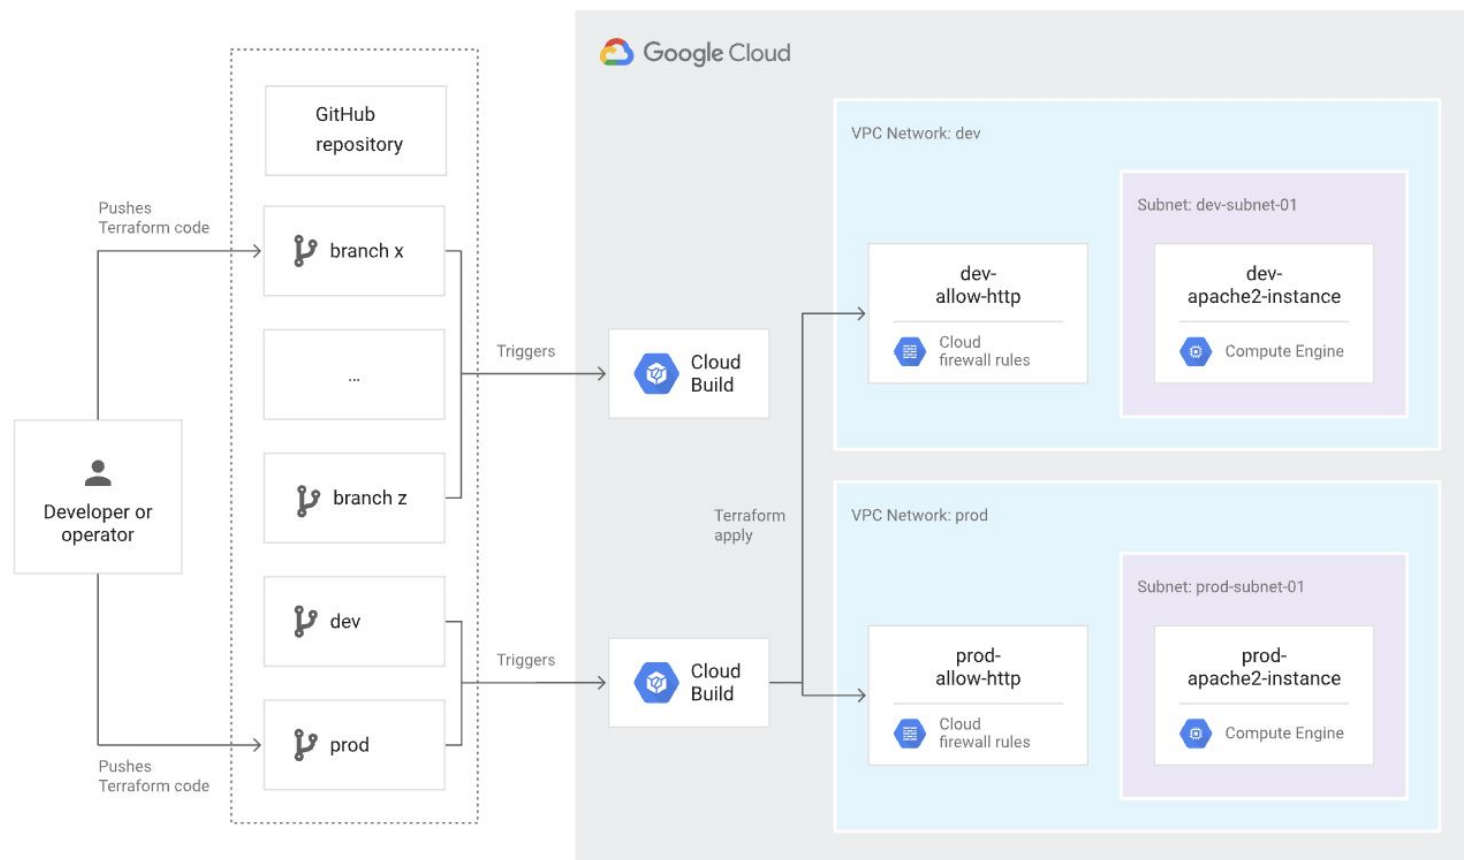 Google Cloud
GitHub
repository
Pushes
Terraform code
branch x
...
branch z
Developer or
operator
dev
prod
Pushes
Terraform code
Triggers
Cloud
Build
Triggers
Cloud
Build
Terraform
apply
VPC Network: dev
Subnet: dev-subnet-01
dev-
allow-http
Cloud
firewall rules
dev-
apache2-instance
Compute Engine
VPC Network: prod
Subnet: prod-subnet-01
prod-
allow-http
Cloud
firewall rules
prod-
apache2-instance
Compute Engine